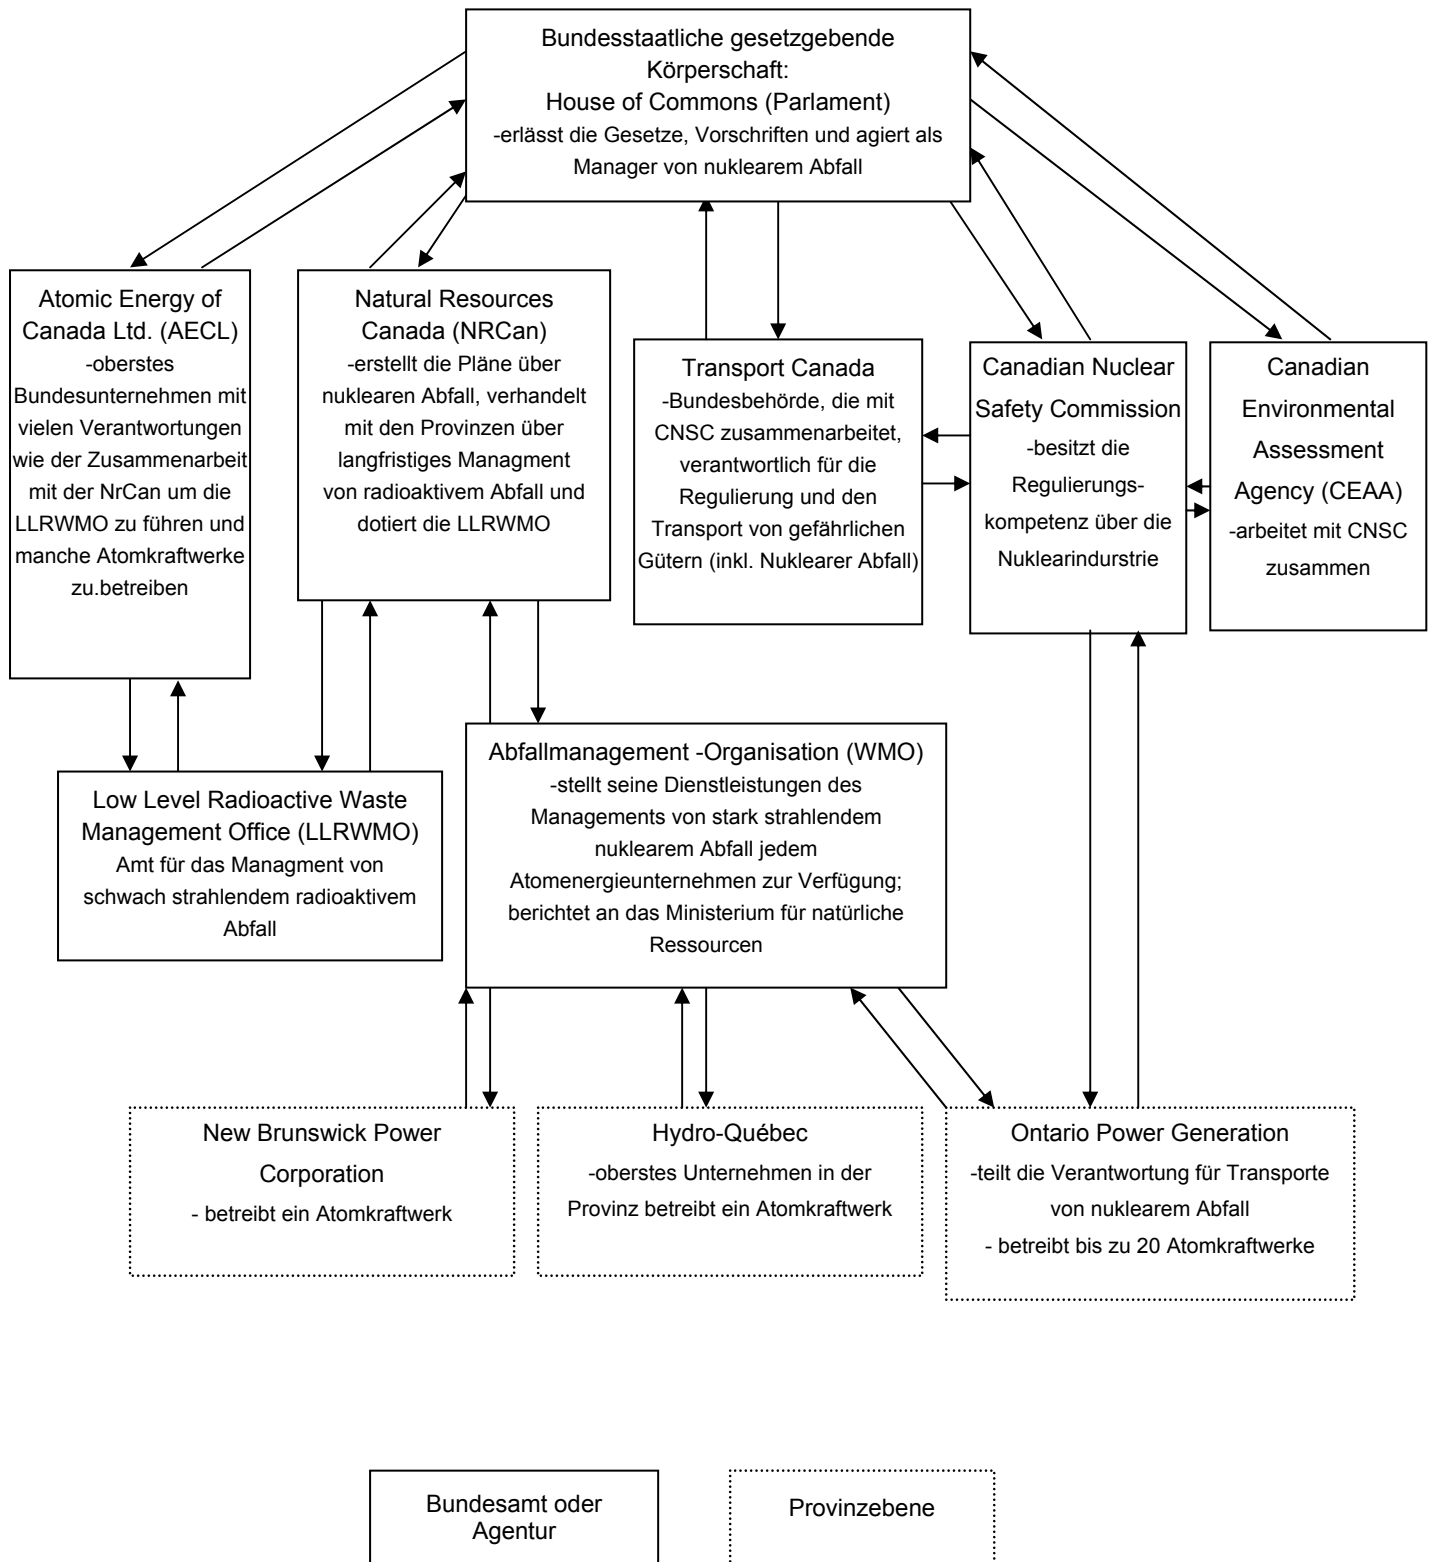 Bundesstaatliche gesetzgebende
Körperschaft:
House of Commons (Parlament)
-erlässt die Gesetze, Vorschriften und agiert als
Manager von nuklearem Abfall
Atomic Energy of
Canada Ltd. (AECL)
-oberstes
Bundesunternehmen mit
vielen Verantwortungen
wie der Zusammenarbeit
mit der NrCan um die
LLRWMO zu führen und
manche Atomkraftwerke
zu.betreiben
Natural Resources
Canada (NRCan)
-erstellt die Pläne über
nuklearen Abfall, verhandelt
mit den Provinzen über
langfristiges Managment
von radioaktivem Abfall und
dotiert die LLRWMO
Transport Canada
-Bundesbehörde, die mit
CNSC zusammenarbeitet,
verantwortlich für die
Regulierung und den
Transport von gefährlichen
Gütern (inkl. Nuklearer Abfall)
Canadian Nuclear
Safety Commission
-besitzt die
Regulierungs-
kompetenz über die
Nuklearindurstrie
Canadian
Environmental
Assessment
Agency (CEAA)
-arbeitet mit CNSC
zusammen
Low Level Radioactive Waste
Management Office (LLRWMO)
Amt für das Managment von
schwach strahlendem radioaktivem
Abfall
Abfallmanagement -Organisation (WMO)
-stellt seine Dienstleistungen des
Managements von stark strahlendem
nuklearem Abfall jedem
Atomenergieunternehmen zur Verfügung;
berichtet an das Ministerium für natürliche
Ressourcen
New Brunswick Power
Corporation
- betreibt ein Atomkraftwerk
Hydro-Québec
-oberstes Unternehmen in der
Provinz betreibt ein Atomkraftwerk
Ontario Power Generation
-teilt die Verantwortung für Transporte
von nuklearem Abfall
- betreibt bis zu 20 Atomkraftwerke
Bundesamt oder
Agentur
Provinzebene